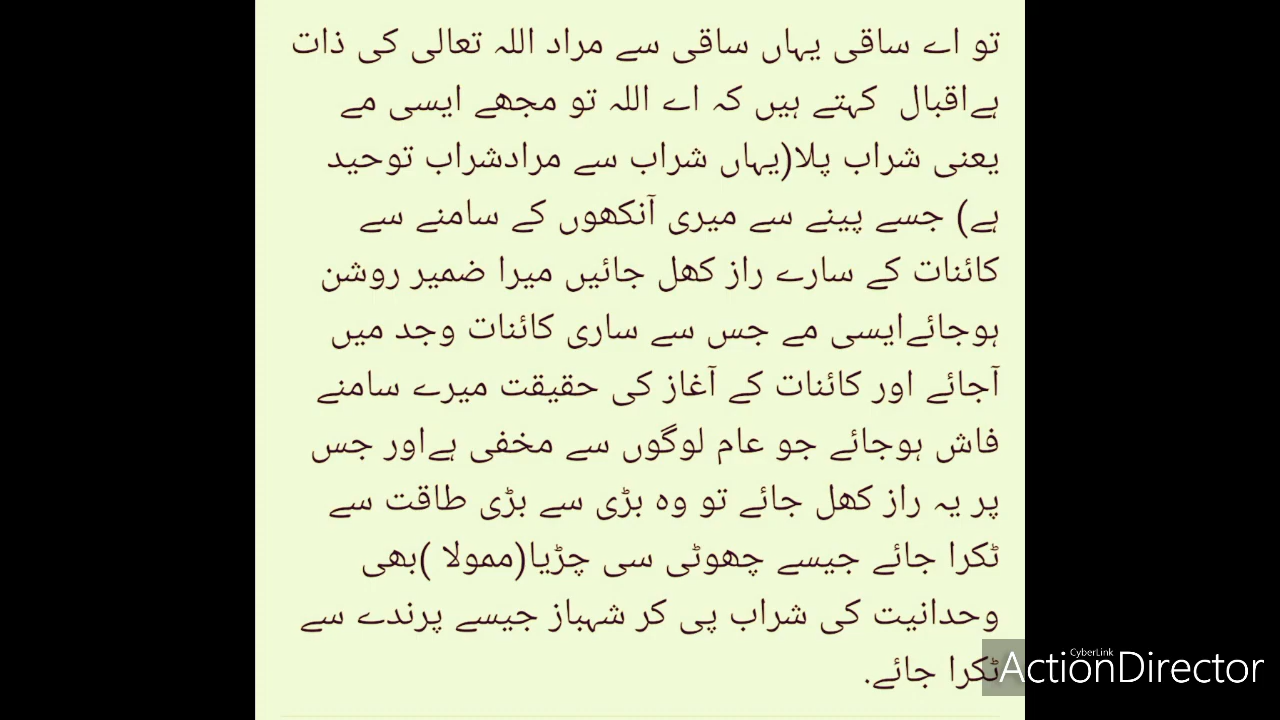 تو اے ساقی یہاں ساقی سے مراد اللہ تعالی کی ذات
ہےاقبال کہتے ہیں کہ اے اللہ تو مجھے ایسی مے
یعنی شراب پلا(یہاں شراب سے مرادشراب توحید
ہے) جسے پینے سے میری آنکھوں کے سامنے سے
کائنات کے سارے راز کھل جائیں میرا ضمیر روشن
ہوجائےایسی مے جس سے ساری کائنات وجد میں
آجائے اور کائنات کے آغاز کی حقیقت میرے سامنے
فاش ہوجائے جو عام لوگوں سے مخفی ہےاور جس
پر یہ راز کھل جائے تو وہ بڑی سے بڑی طاقت سے
ٹکرا جائے جیسے چھوٹی سی چڑیا(ممولا )بھی
وحدانیت کی شراب پی کر شہباز جیسے پرندے سے
ٹکرا جائے.
CyberLink
ActionDirector